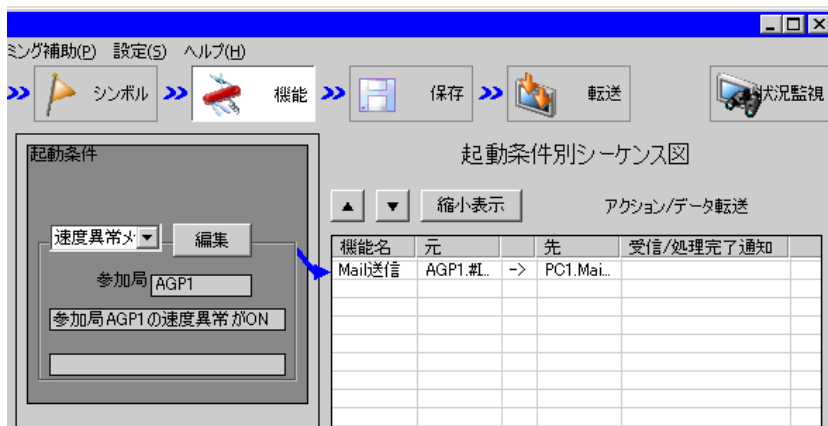 ミング補助(P) 設定(S) ヘルプ(H)
シンボル 機能 保存 転送 状況監視
起動条件
起動条件別シーケンス図
▲ ▼ 縮小表示 アクション/データ転送
速度異常メ 編集
機能名 元 先 受信/処理完了通知
Mail送信 AGP1.#I... -> PC1.Mai...
参加局 AGP1
参加局AGP1の速度異常がON